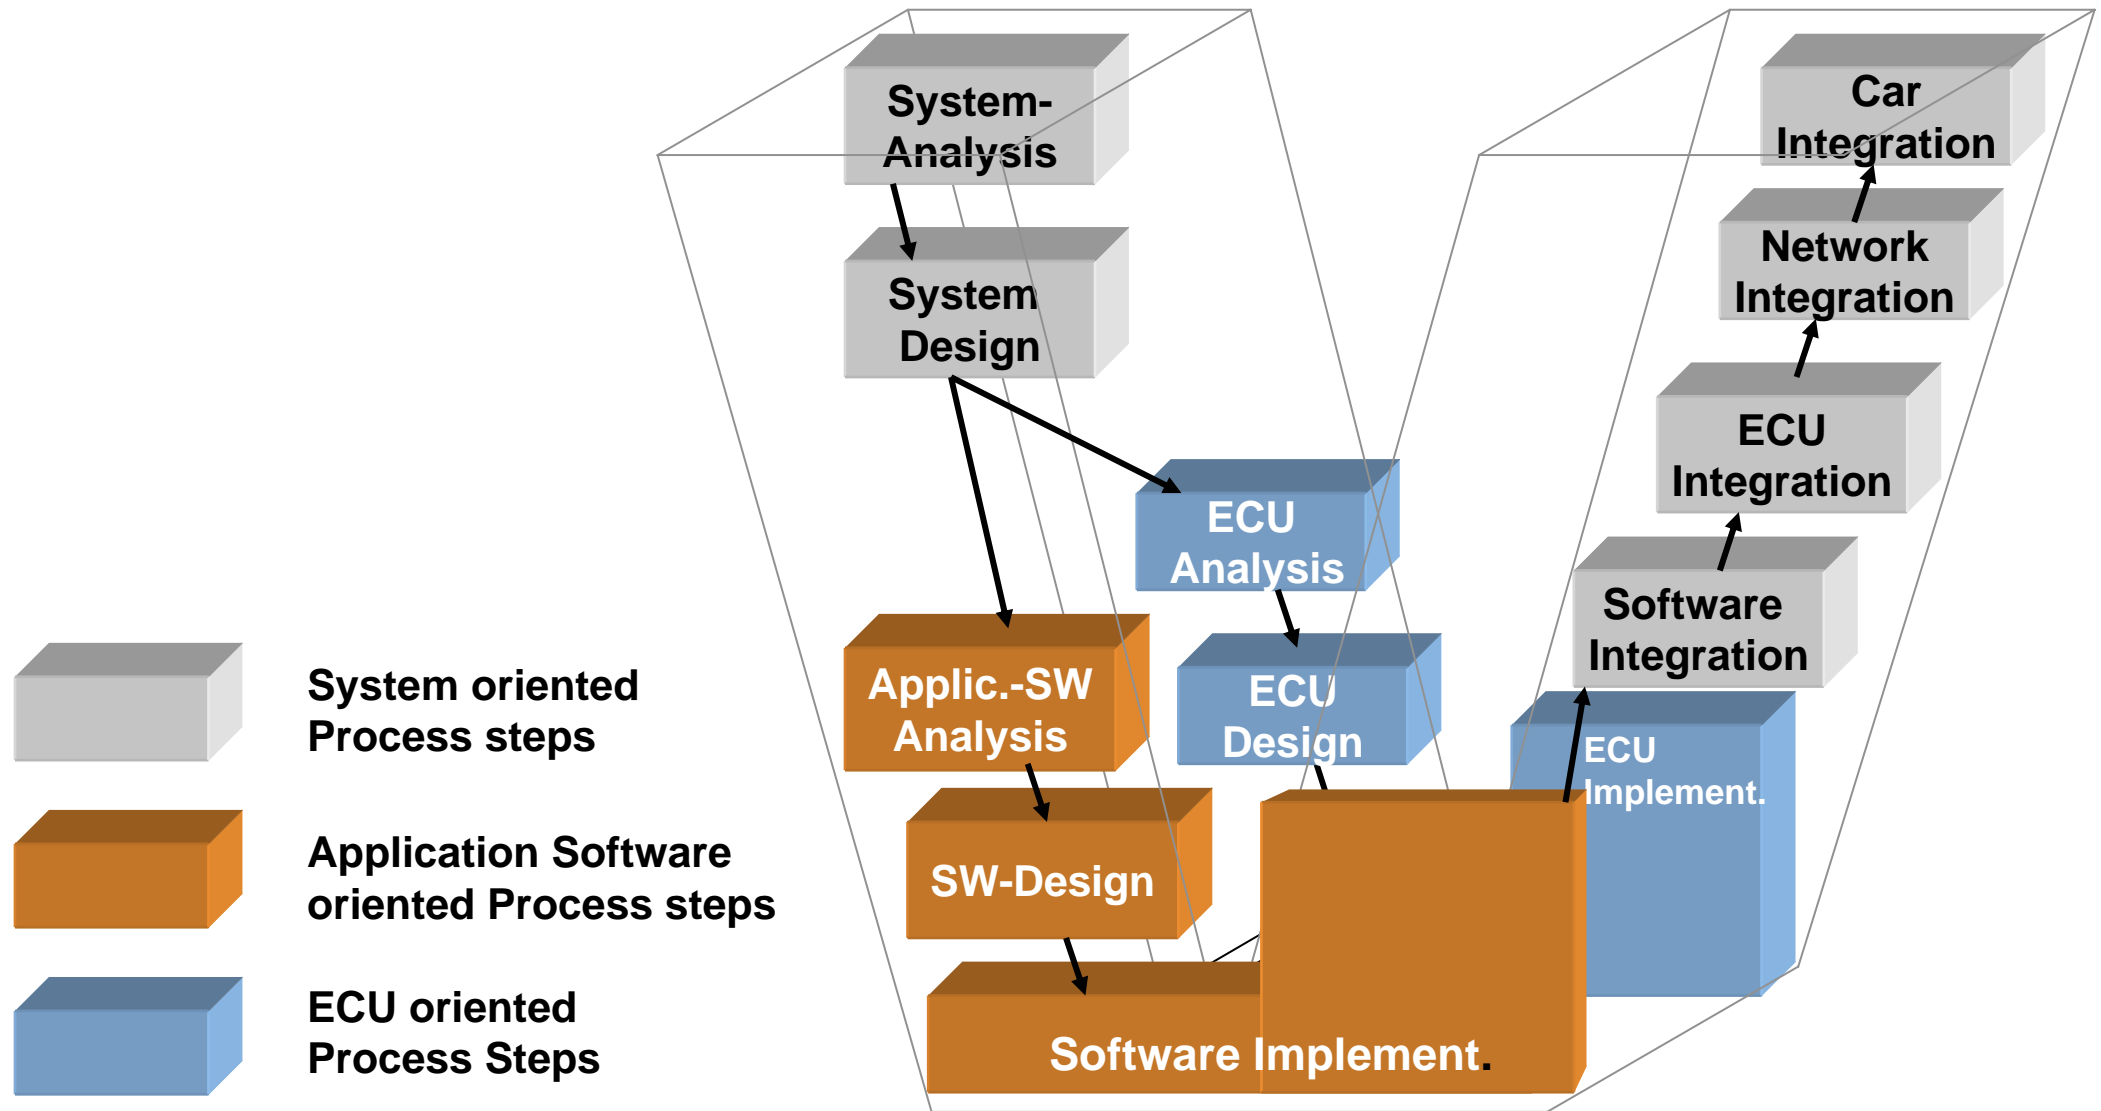 System-
Analysis
System
Design
ECU
Analysis
ECU
Design
Applic.-SW
Analysis
SW-Design
Software Implement.
ECU
Implement.
Software
Integration
ECU
Integration
Network
Integration
Car
Integration
System oriented
Process steps
Application Software
oriented Process steps
ECU oriented
Process Steps